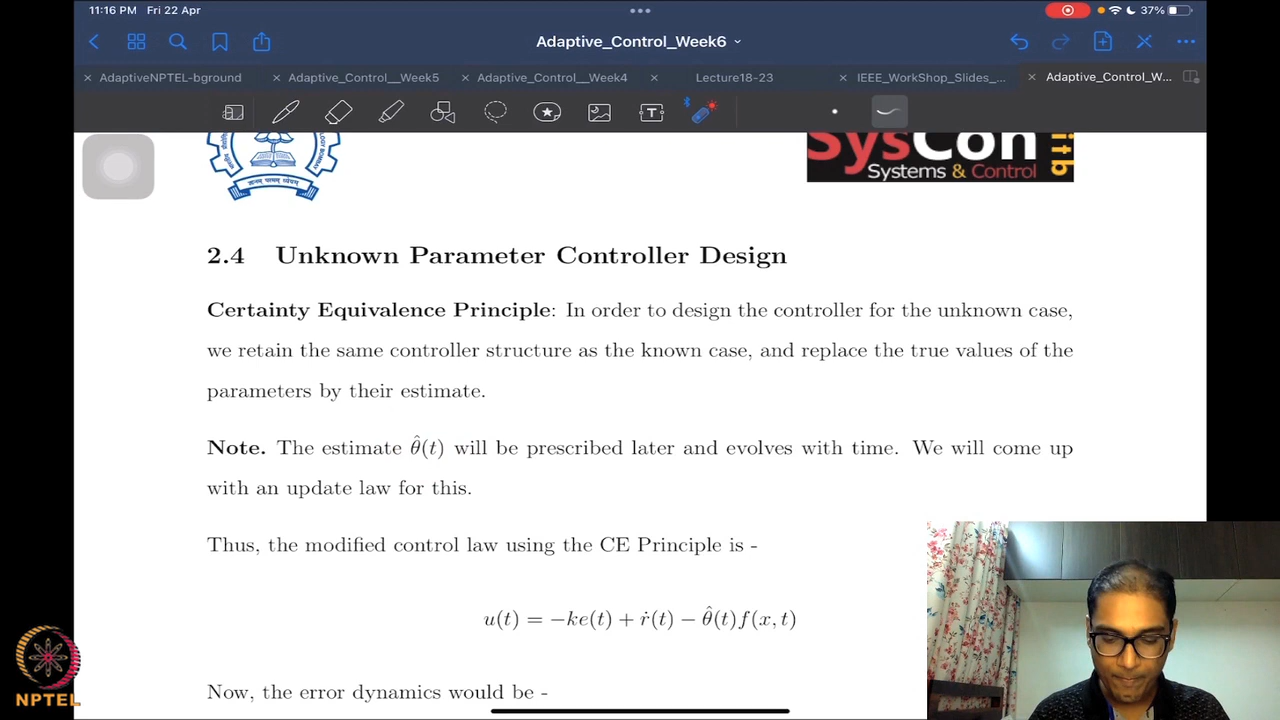 11:16 PM Fri 22 Apr
37%
Adaptive_Control_Week6
AdaptiveNPTEL-bground
Adaptive_Control__Week5
Adaptive_Control__Week4
Lecture18-23
IEEE_WorkShop_Slides_...
Adaptive_Control_W...
ज्ञानम् परमम् ध्येयम्
SysCon
Systems & Control
iitb
2.4 Unknown Parameter Controller Design
Certainty Equivalence Principle: In order to design the controller for the unknown case,
we retain the same controller structure as the known case, and replace the true values of the
parameters by their estimate.
Note. The estimate θ̂(t) will be prescribed later and evolves with time. We will come up
with an update law for this.
Thus, the modified control law using the CE Principle is -
u(t) = −ke(t) + ṙ(t) − θ̂(t)f(x, t)
Now, the error dynamics would be -
NPTEL